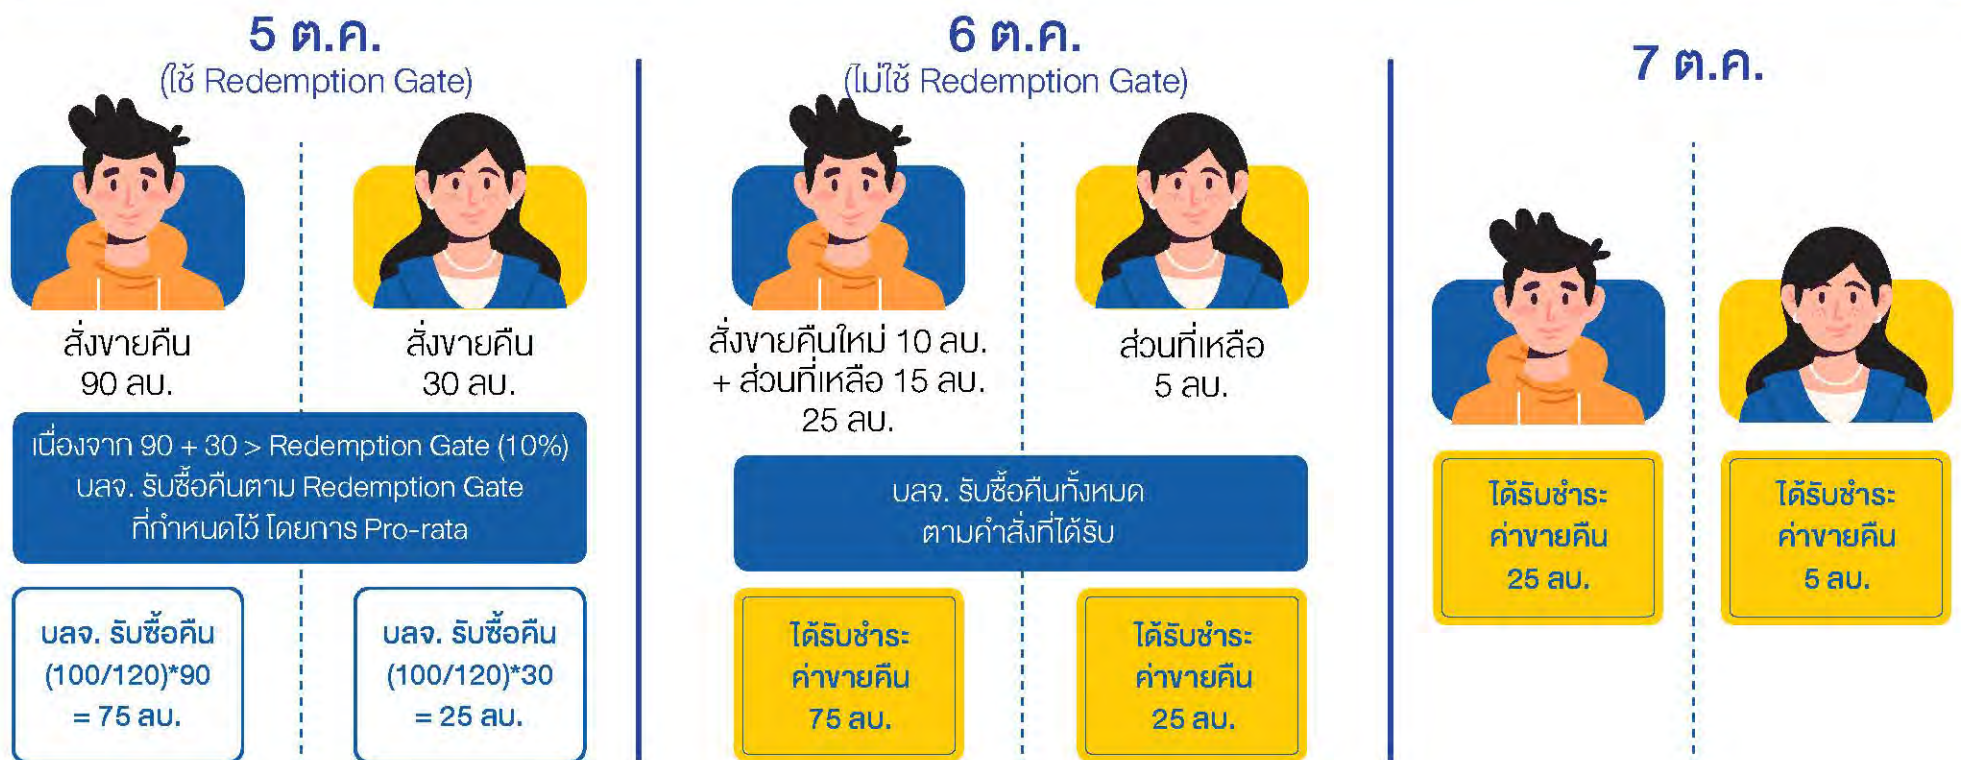 5 ต.ค.
(ใช้ Redemption Gate)
สั่งขายคืน
90 ลบ.
สั่งขายคืน
30 ลบ.
เนื่องจาก 90 + 30 > Redemption Gate (10%)
บลจ. รับซื้อคืนตาม Redemption Gate
ที่กำหนดไว้ โดยการ Pro-rata
บลจ. รับซื้อคืน
(100/120)*90
= 75 ลบ.
บลจ. รับซื้อคืน
(100/120)*30
= 25 ลบ.
6 ต.ค.
(ไม่ใช้ Redemption Gate)
สั่งขายคืนใหม่ 10 ลบ.
+ ส่วนที่เหลือ 15 ลบ.
25 ลบ.
ส่วนที่เหลือ
5 ลบ.
บลจ. รับซื้อคืนทั้งหมด
ตามคำสั่งที่ได้รับ
ได้รับชำระ
ค่าขายคืน
75 ลบ.
ได้รับชำระ
ค่าขายคืน
25 ลบ.
7 ต.ค.
ได้รับชำระ
ค่าขายคืน
25 ลบ.
ได้รับชำระ
ค่าขายคืน
5 ลบ.